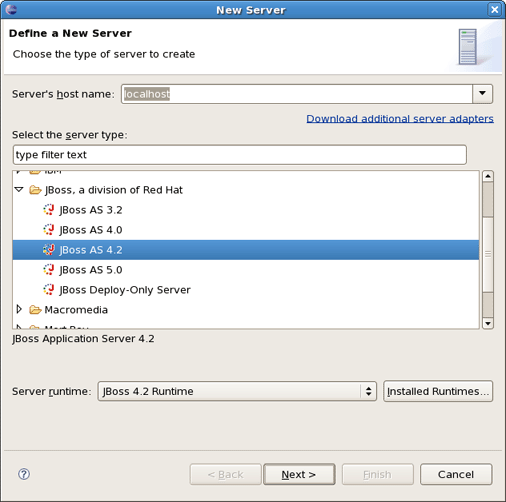 New Server
Define a New Server
Choose the type of server to create
Server's host name: localhost
Download additional server adapters
Select the server type:
type filter text
IBM
JBoss, a division of Red Hat
JBoss AS 3.2
JBoss AS 4.0
JBoss AS 4.2
JBoss AS 5.0
JBoss Deploy-Only Server
Macromedia
JBoss Application Server 4.2
Server runtime: JBoss 4.2 Runtime Installed Runtimes...
? < Back Next > Finish Cancel